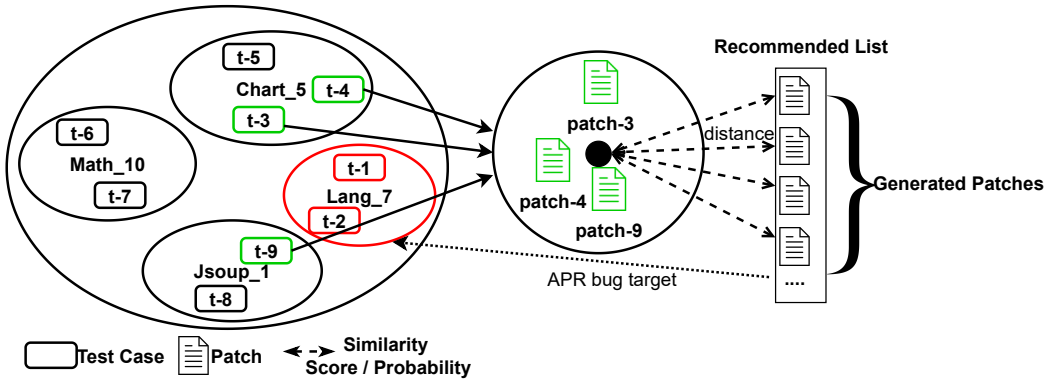 t-5
Chart_5
t-4
t-3
t-6
Math_10
t-7
t-1
Lang_7
t-2
t-9
Jsoup_1
t-8
patch-3
patch-4
patch-9
distance
Recommended List
....
Generated Patches
APR bug target
Test Case
Patch
Similarity
Score / Probability